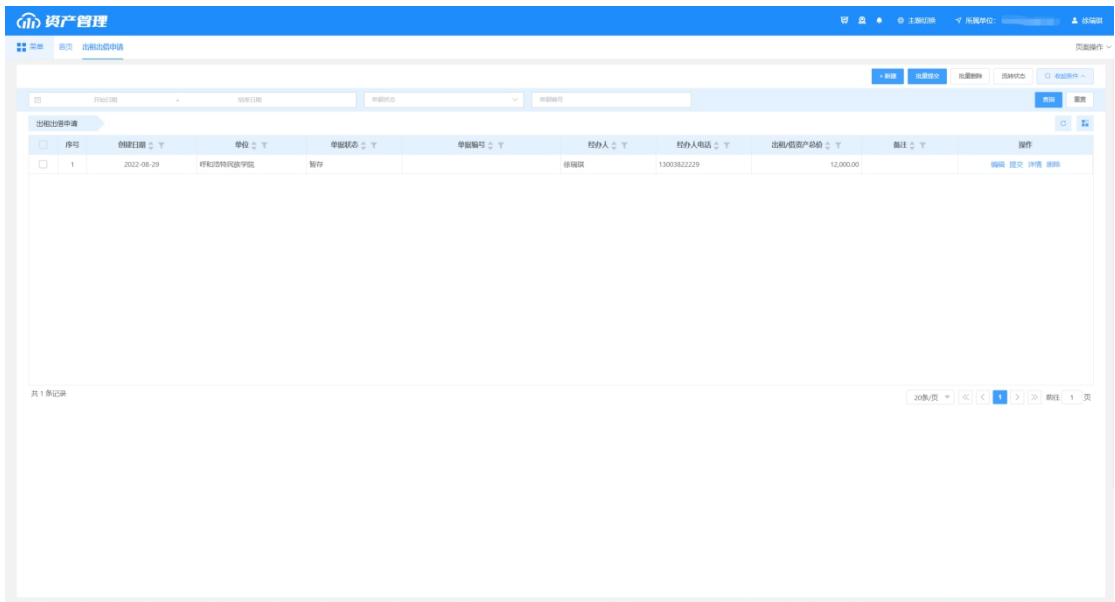 资产管理
主题切换 所属单位： 徐瑞琪
菜单 首页 出租出借申请 页面操作
+ 新建 批量提交 批量删除 流转状态 收起条件
开始日期 - 结束日期 单据状态 单据编号 查询 重置
出租出借申请
序号 创建日期 单位 单据状态 单据编号 经办人 经办人电话 出租/借资产总价 备注 操作
1 2022-08-29 呼和浩特民族学院 暂存 徐瑞琪 13003822229 12,000.00 编辑 提交 详情 删除
共 1 条记录
20条/页 1 前往 1 页